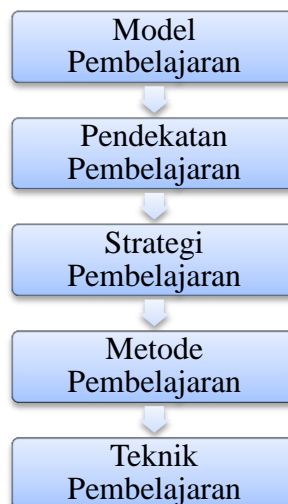 Model
Pembelajaran
Pendekatan
Pembelajaran
Strategi
Pembelajaran
Metode
Pembelajaran
Teknik
Pembelajaran